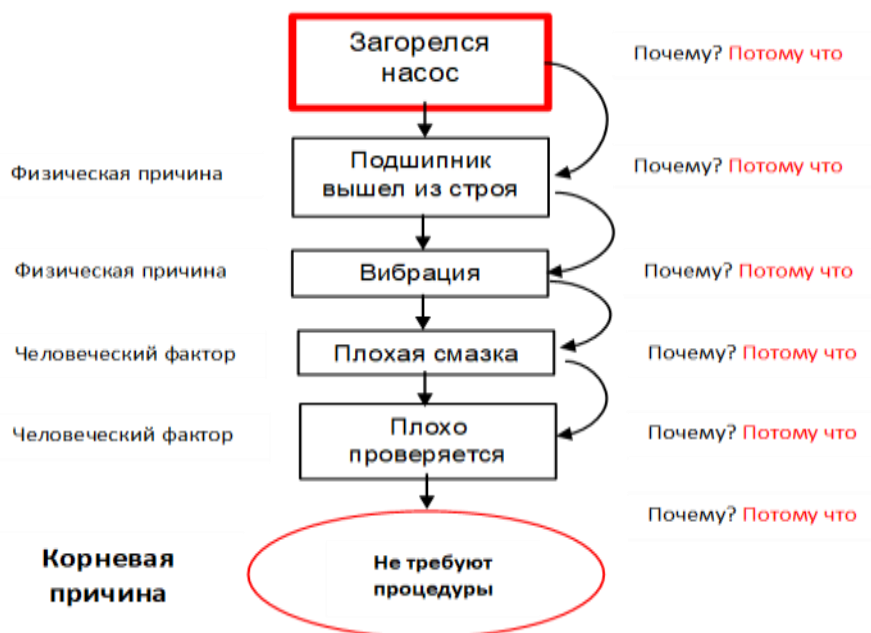 Загорелся
насос
Почему? Потому что
Физическая причина
Подшипник
вышел из строя
Почему? Потому что
Физическая причина
Вибрация
Почему? Потому что
Человеческий фактор
Плохая смазка
Почему? Потому что
Человеческий фактор
Плохо
проверяется
Почему? Потому что
Почему? Потому что
Корневая
причина
Не требуют
процедуры